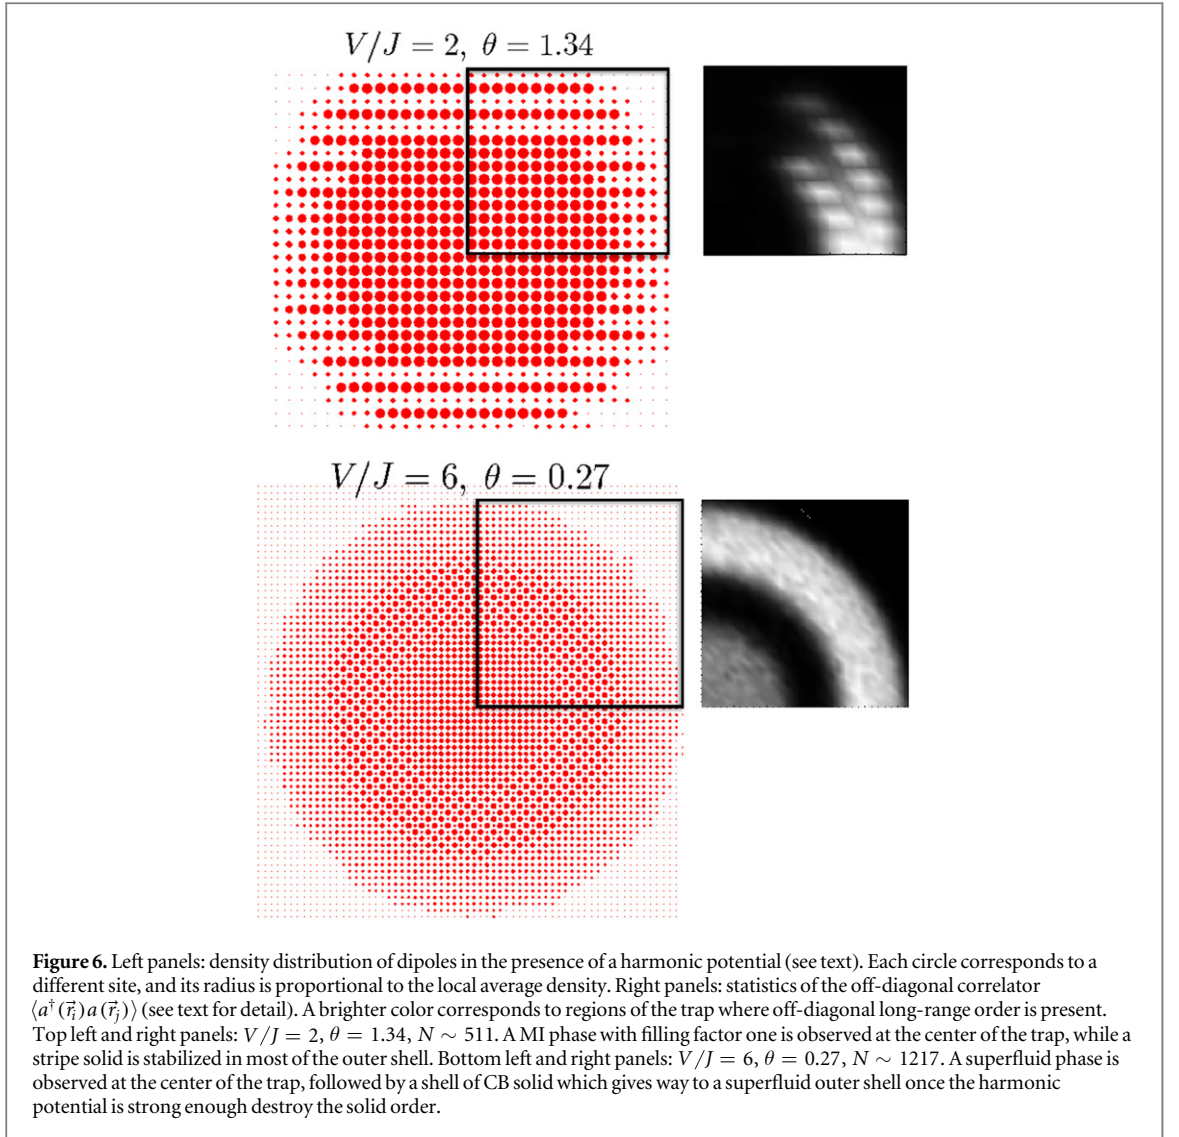 V/J = 2, θ = 1.34
V/J = 6, θ = 0.27
Figure 6. Left panels: density distribution of dipoles in the presence of a harmonic potential (see text). Each circle corresponds to a
different site, and its radius is proportional to the local average density. Right panels: statistics of the off-diagonal correlator
⟨a†(r⃗ᵢ)a(r⃗ⱼ)⟩ (see text for detail). A brighter color corresponds to regions of the trap where off-diagonal long-range order is present.
Top left and right panels: V/J = 2, θ = 1.34, N ∼ 511. A MI phase with filling factor one is observed at the center of the trap, while a
stripe solid is stabilized in most of the outer shell. Bottom left and right panels: V/J = 6, θ = 0.27, N ∼ 1217. A superfluid phase is
observed at the center of the trap, followed by a shell of CB solid which gives way to a superfluid outer shell once the harmonic
potential is strong enough destroy the solid order.